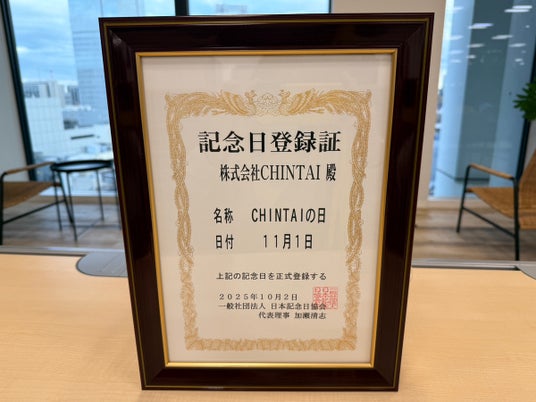 記念日登録証
株式会社CHINTAI 殿
名称　CHINTAIの日
日付　11月1日
上記の記念日を正式登録する
2025年10月2日
一般社団法人 日本記念日協会
代表理事 加瀬清志